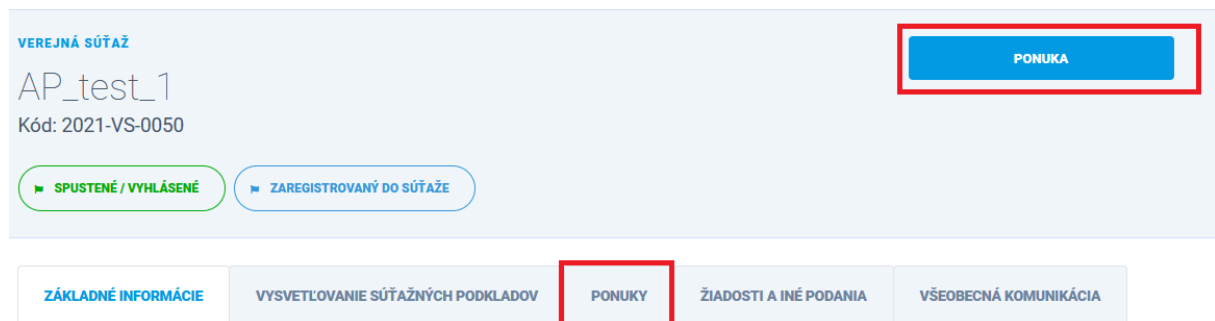 VEREJNÁ SÚŤAŽ
PONUKA
AP_test_1
Kód: 2021-VS-0050
SPUSTENÉ / VYHLÁSENÉ
ZAREGISTROVANÝ DO SÚŤAŽE
ZÁKLADNÉ INFORMÁCIE
VYSVETĽOVANIE SÚŤAŽNÝCH PODKLADOV
PONUKY
ŽIADOSTI A INÉ PODANIA
VŠEOBECNÁ KOMUNIKÁCIA